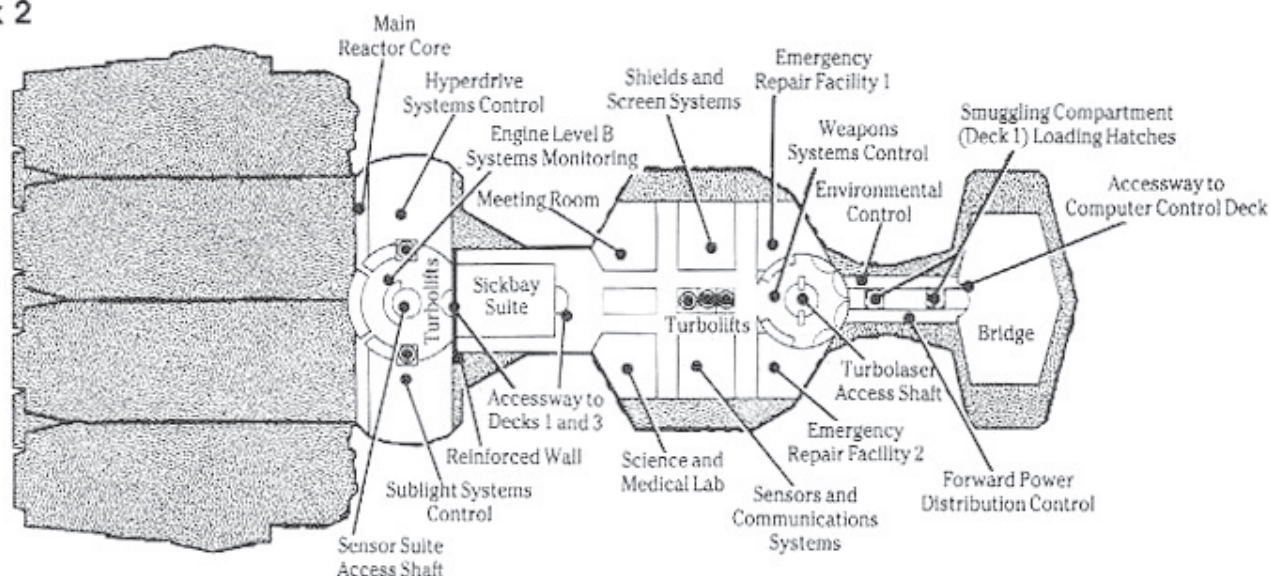 2
Main
Reactor Core
Hyperdrive
Systems Control
Engine Level B
Systems Monitoring
Meeting Room
Shields and
Screen Systems
Emergency
Repair Facility 1
Weapons
Systems Control
Environmental
Control
Smuggling Compartment
(Deck 1) Loading Hatches
Accessway to
Computer Control Deck
Turbolifts
Sickbay
Suite
Turbolifts
Bridge
Turbolaser
Access Shaft
Accessway to
Decks 1 and 3
Reinforced Wall
Sublight Systems
Control
Sensor Suite
Access Shaft
Science and
Medical Lab
Sensors and
Communications
Systems
Emergency
Repair Facility 2
Forward Power
Distribution Control